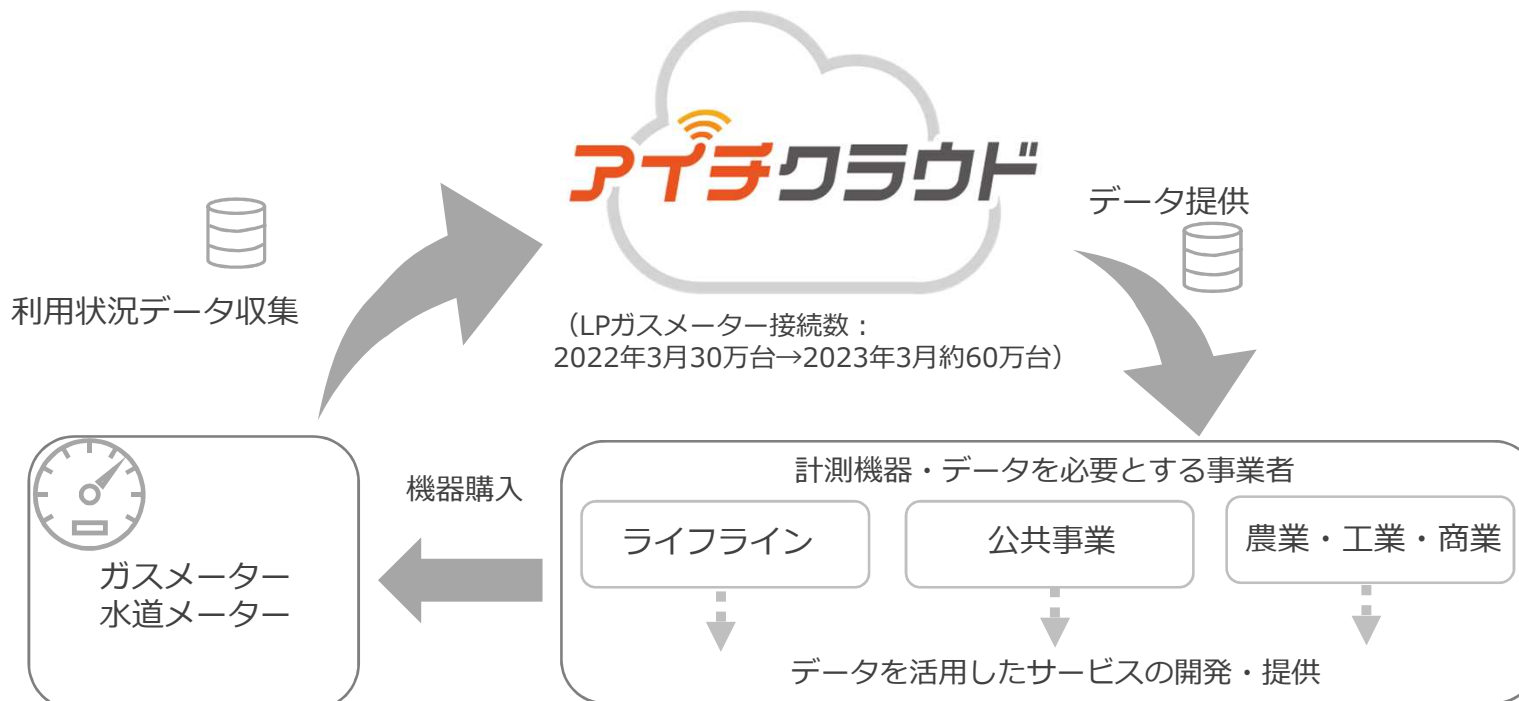 アイチクラウド
データ提供
利用状況データ収集
（LPガスメーター接続数：
2022年3月30万台→2023年3月約60万台）
機器購入
計測機器・データを必要とする事業者
ライフライン
公共事業
農業・工業・商業
ガスメーター
水道メーター
データを活用したサービスの開発・提供